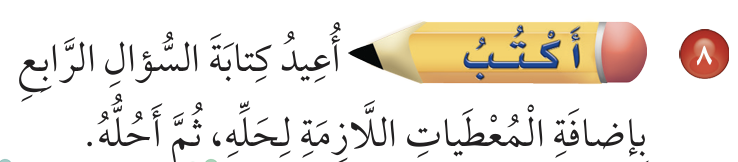 ٨ أَكْتُبُ أُعِيدُ كِتابَةَ السُّؤالِ الرَّابِعِ
بِإِضافَةِ الْمُعْطَياتِ اللَّازِمَةِ لِحَلِّهِ، ثُمَّ أَحُلُّهُ.